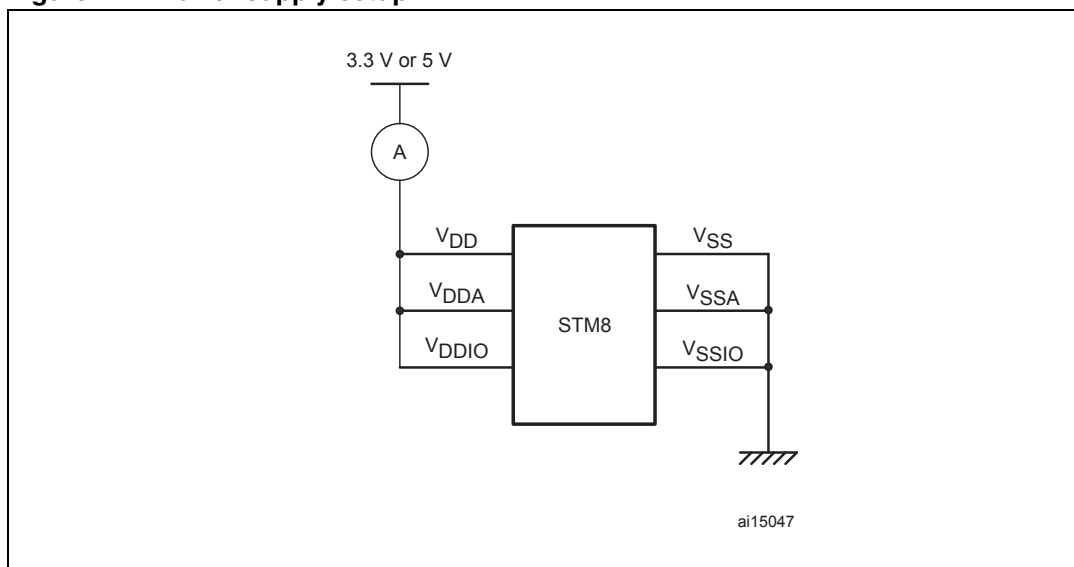 3.3 V or 5 V
A
VDD
VSS
VDDA
VSSA
STM8
VDDIO
VSSIO
ai15047